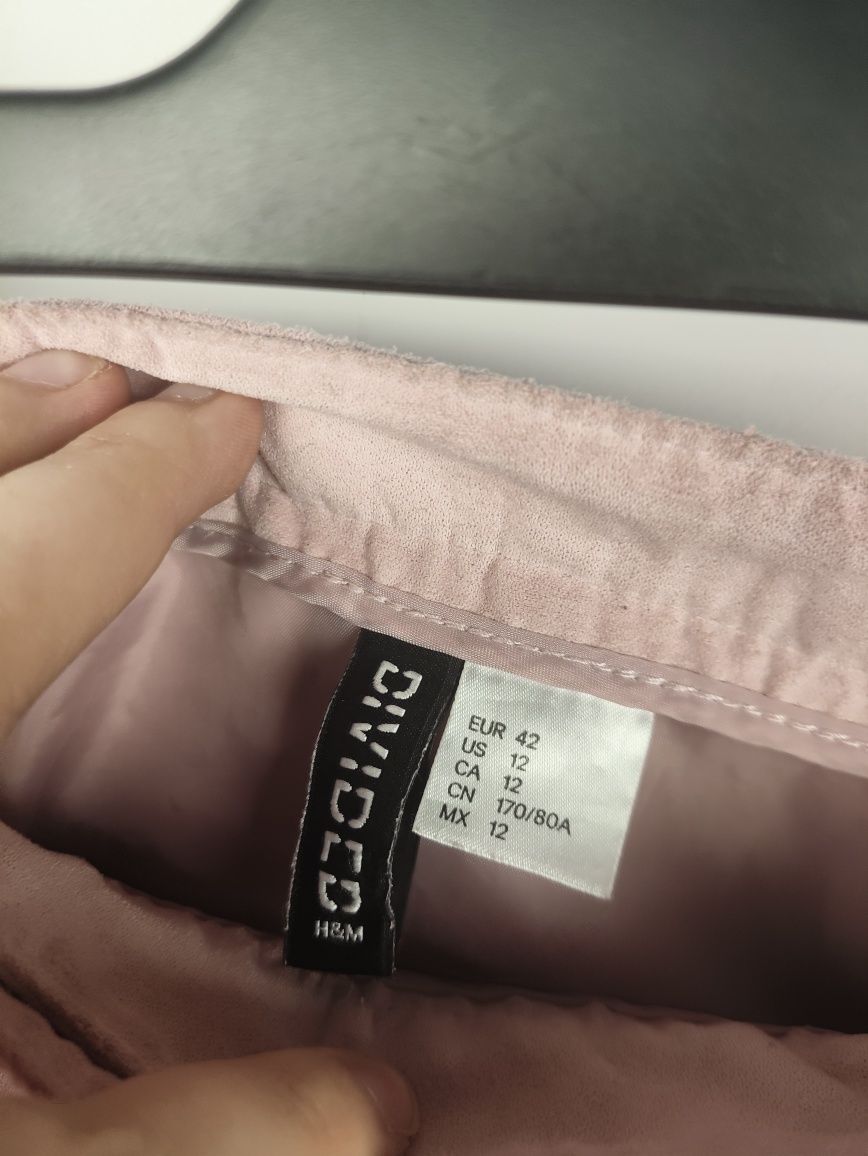 DIVIDED
H&M
EUR 42
US 12
CA 12
CN 170/80A
MX 12